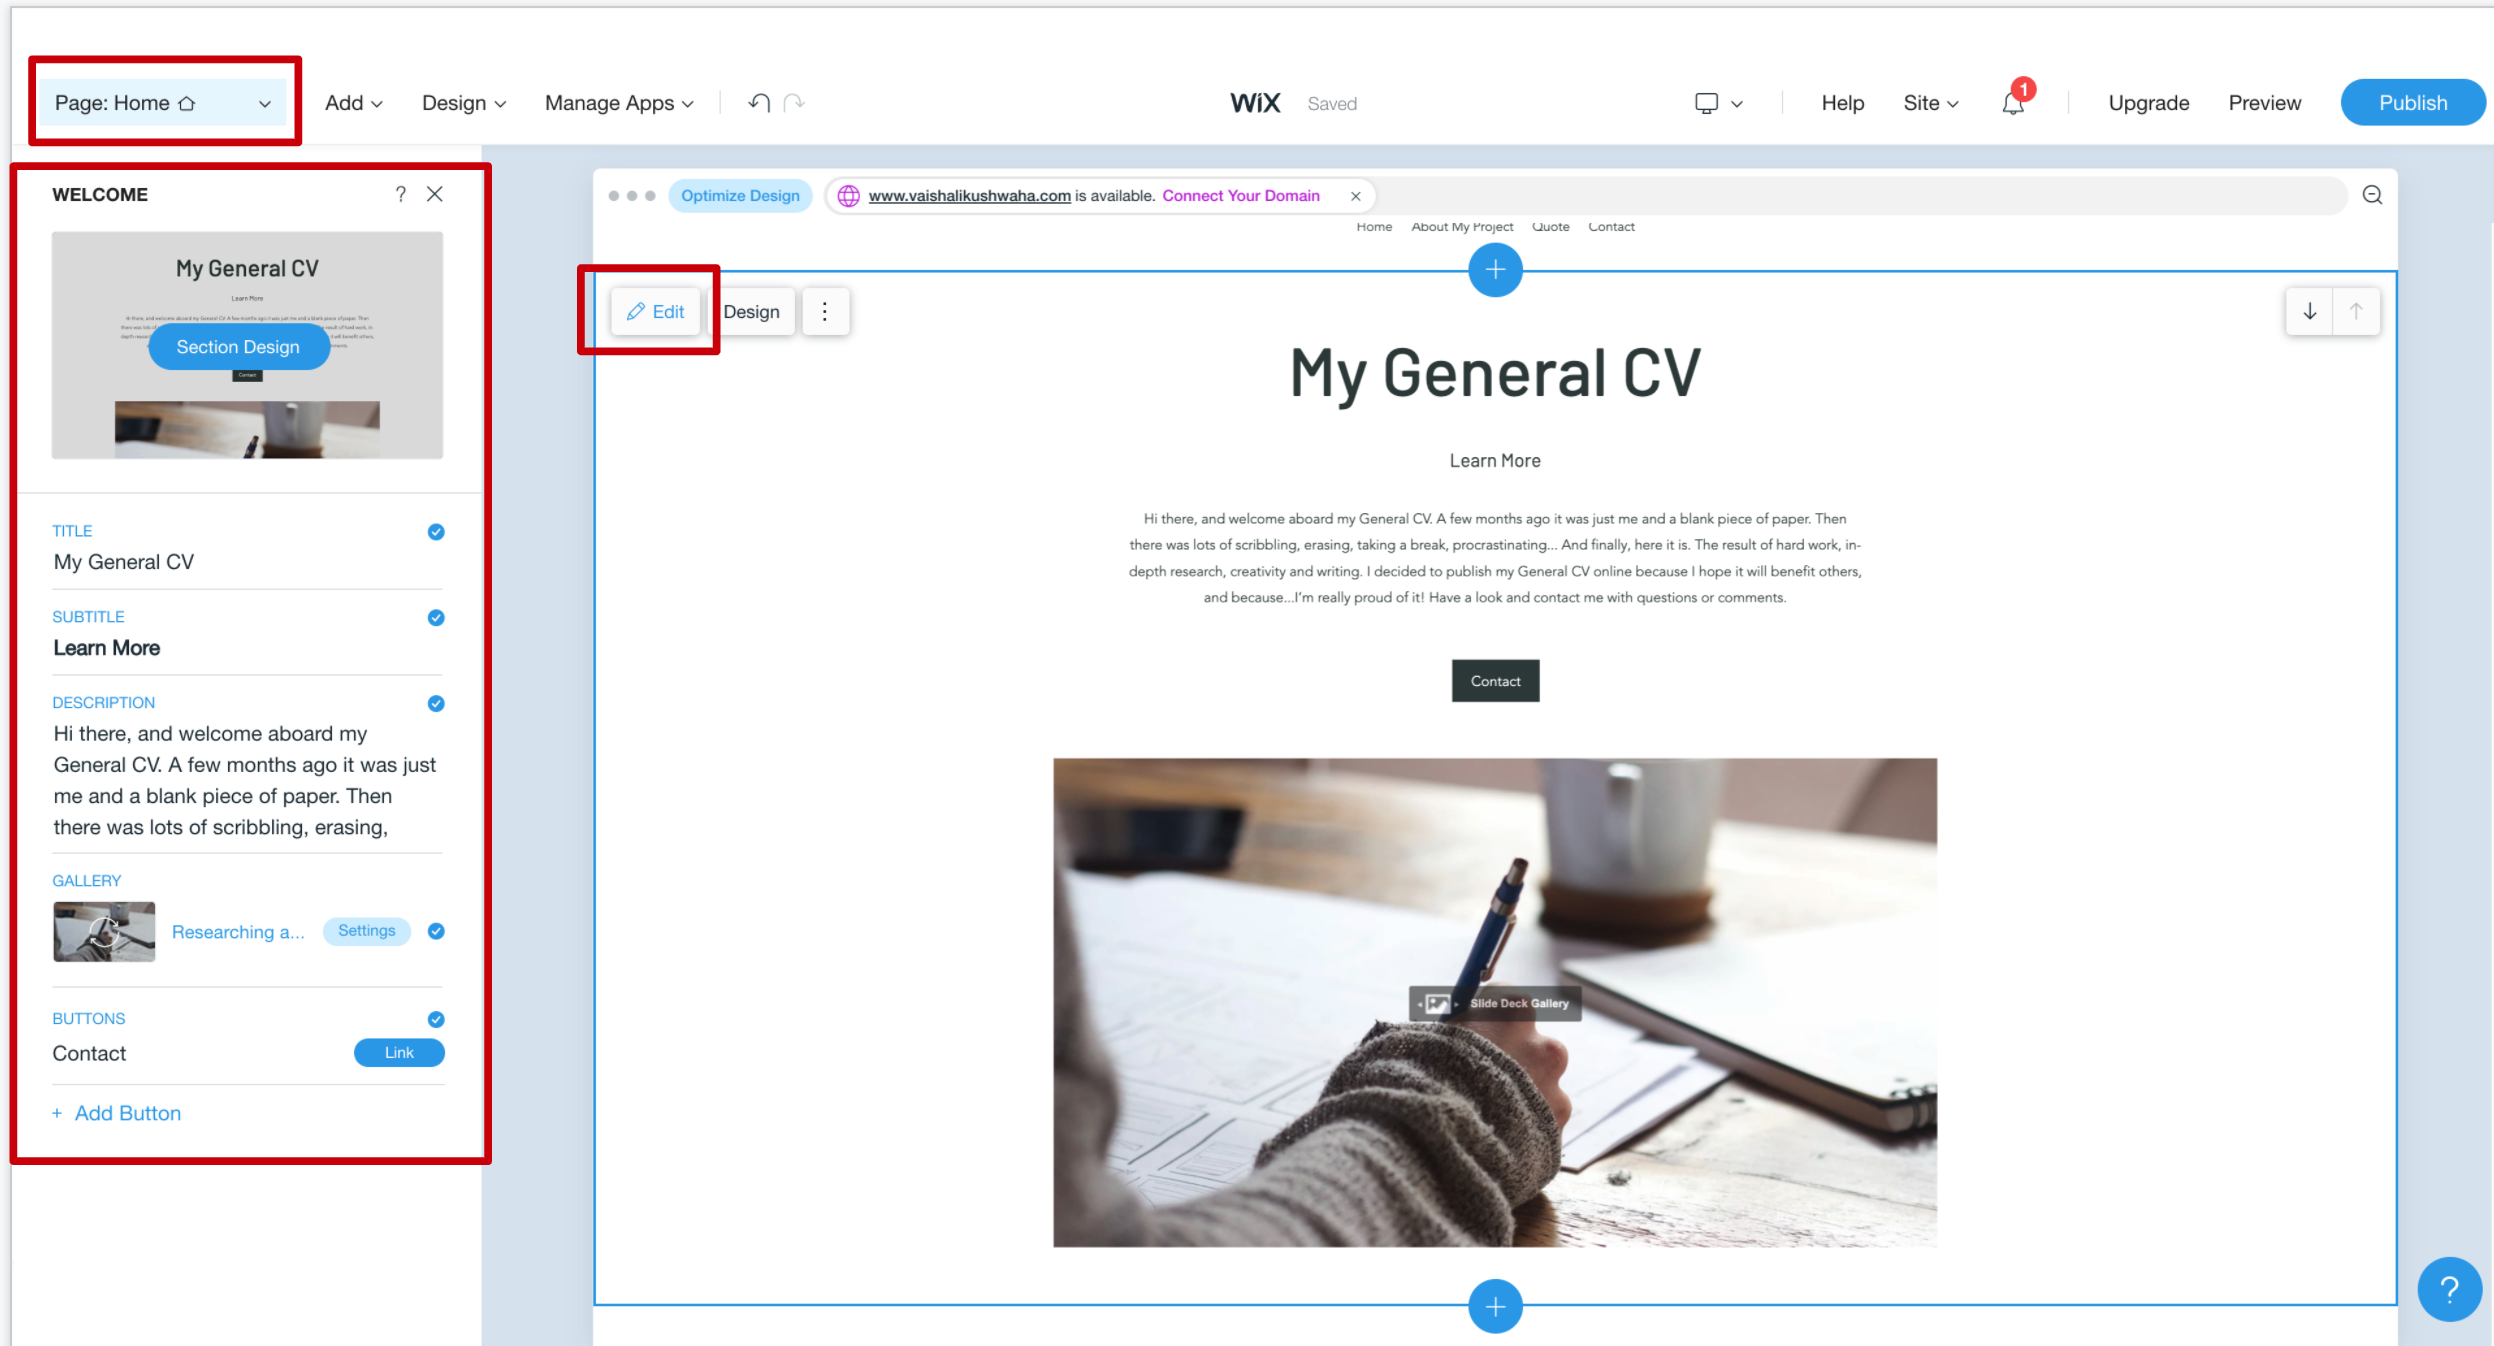 Page: Home
Add
Design
Manage Apps
WiX
Saved
Help
Site
1
Upgrade
Preview
Publish
WELCOME
?
My General CV
Learn More
Section Design
Contact
TITLE
My General CV
SUBTITLE
Learn More
DESCRIPTION
Hi there, and welcome aboard my
General CV. A few months ago it was just
me and a blank piece of paper. Then
there was lots of scribbling, erasing,
GALLERY
Researching a...
Settings
BUTTONS
Contact
Link
+ Add Button
Optimize Design
www.vaishalikushwaha.com is available. Connect Your Domain
Home
About My Project
Quote
Contact
Edit
Design
My General CV
Learn More
Hi there, and welcome aboard my General CV. A few months ago it was just me and a blank piece of paper. Then
there was lots of scribbling, erasing, taking a break, procrastinating... And finally, here it is. The result of hard work, in-
depth research, creativity and writing. I decided to publish my General CV online because I hope it will benefit others,
and because...I'm really proud of it! Have a look and contact me with questions or comments.
Contact
Slide Deck Gallery
?